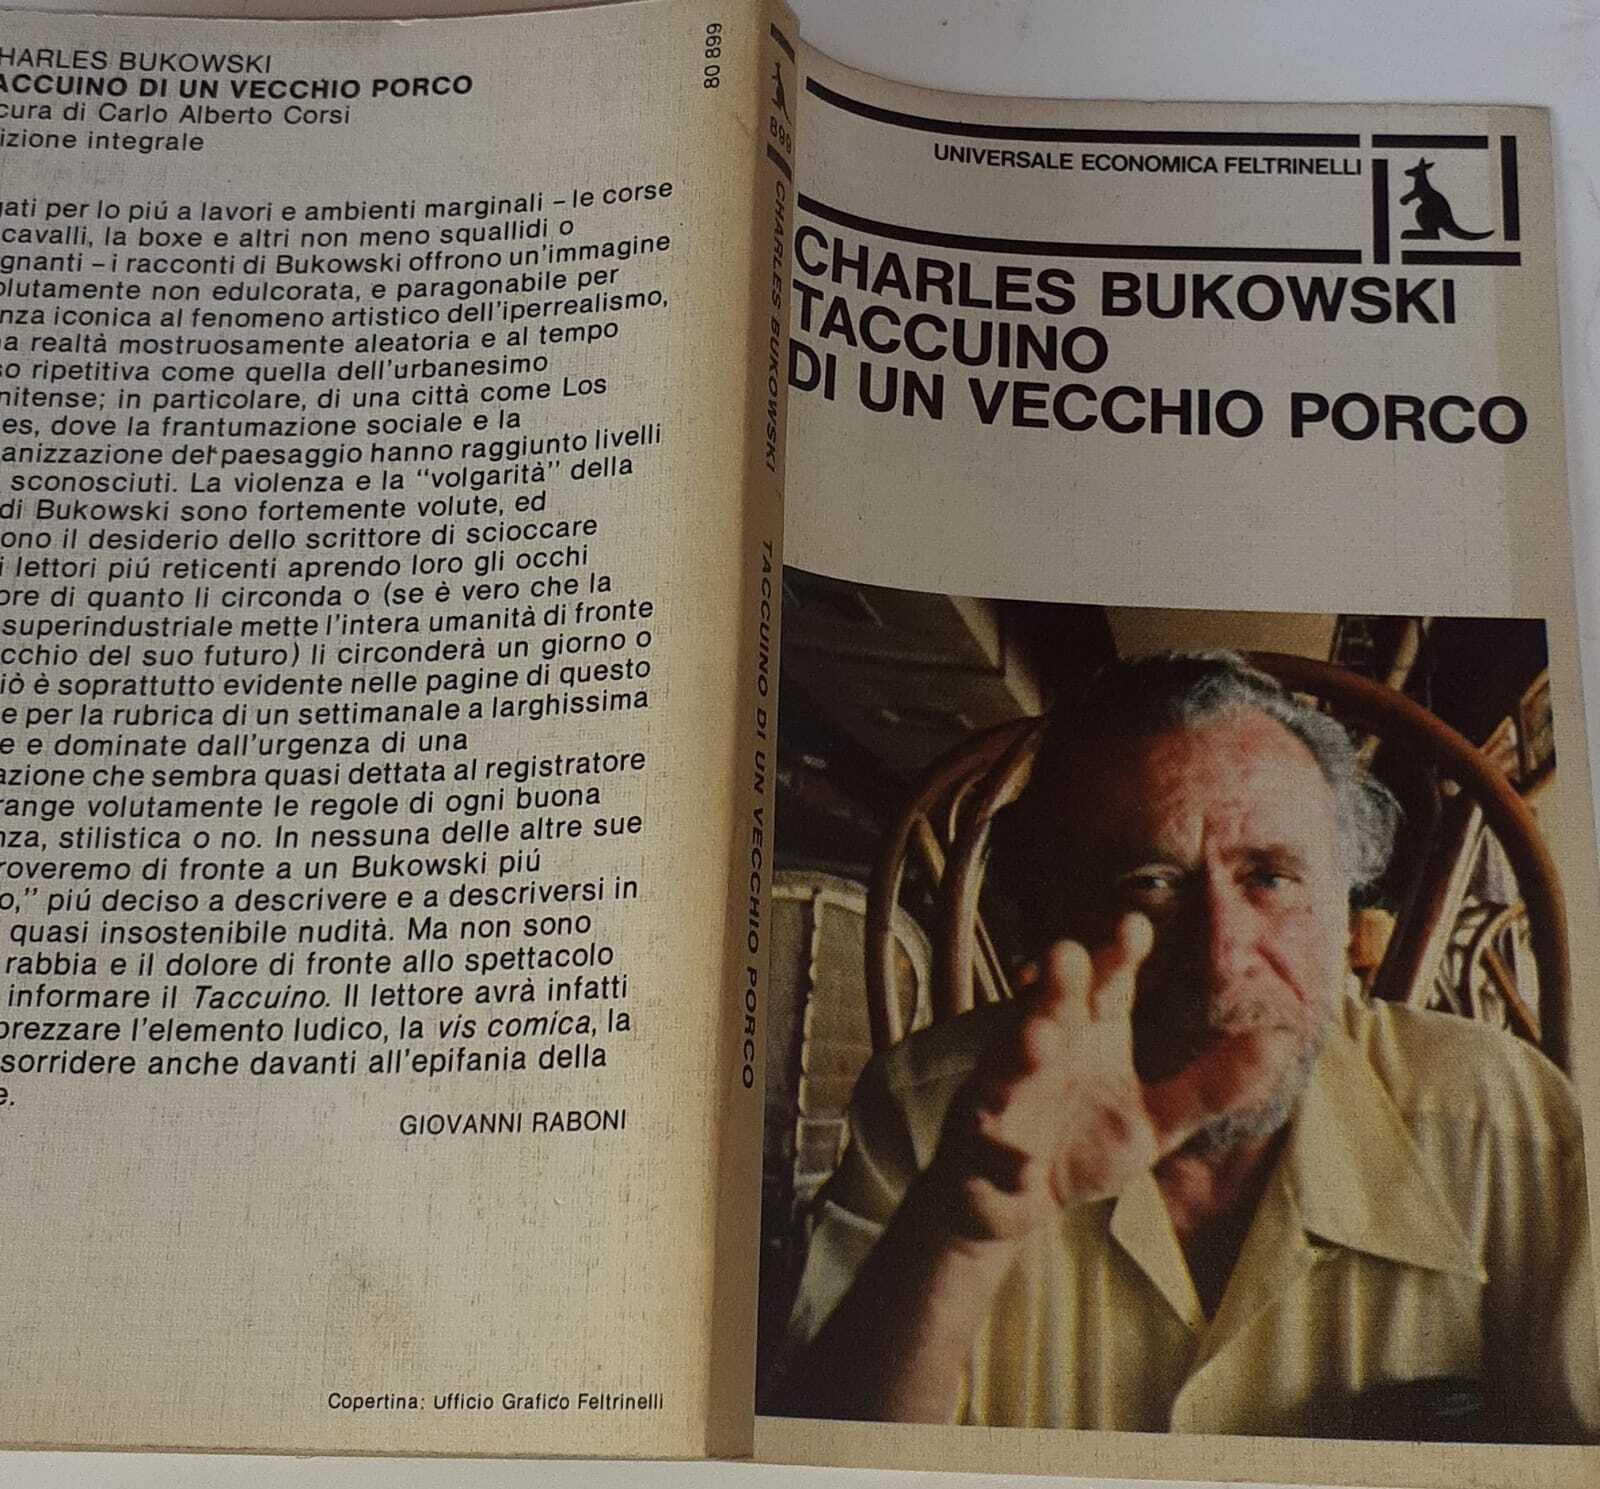 HARLES BUKOWSKI
ACCUINO DI UN VECCHIO PORCO
cura di Carlo Alberto Corsi
izione integrale
ati per lo piú a lavori e ambienti marginali – le corse
cavalli, la boxe e altri non meno squallidi o
gnanti – i racconti di Bukowski offrono un'immagine
olutamente non edulcorata, e paragonabile per
nza iconica al fenomeno artistico dell'iperrealismo,
a realtà mostruosamente aleatoria e al tempo
so ripetitiva come quella dell'urbanesimo
nitense; in particolare, di una città come Los
es, dove la frantumazione sociale e la
anizzazione del paesaggio hanno raggiunto livelli
sconosciuti. La violenza e la "volgarità" della
di Bukowski sono fortemente volute, ed
ono il desiderio dello scrittore di scioccare
i lettori piú reticenti aprendo loro gli occhi
ore di quanto li circonda o (se è vero che la
superindustriale mette l'intera umanità di fronte
cchio del suo futuro) li circonderà un giorno o
iò è soprattutto evidente nelle pagine di questo
e per la rubrica di un settimanale a larghissima
e e dominate dall'urgenza di una
azione che sembra quasi dettata al registratore
range volutamente le regole di ogni buona
nza, stilistica o no. In nessuna delle altre sue
roveremo di fronte a un Bukowski piú
o," piú deciso a descrivere e a descriversi in
quasi insostenibile nudità. Ma non sono
rabbia e il dolore di fronte allo spettacolo
informare il Taccuino. Il lettore avrà infatti
prezzare l'elemento ludico, la vis comica, la
sorridere anche davanti all'epifania della
e.
GIOVANNI RABONI
Copertina: Ufficio Grafico Feltrinelli
80 899
899
CHARLES BUKOWSKI TACCUINO DI UN VECCHIO PORCO
UNIVERSALE ECONOMICA FELTRINELLI
CHARLES BUKOWSKI
TACCUINO
DI UN VECCHIO PORCO